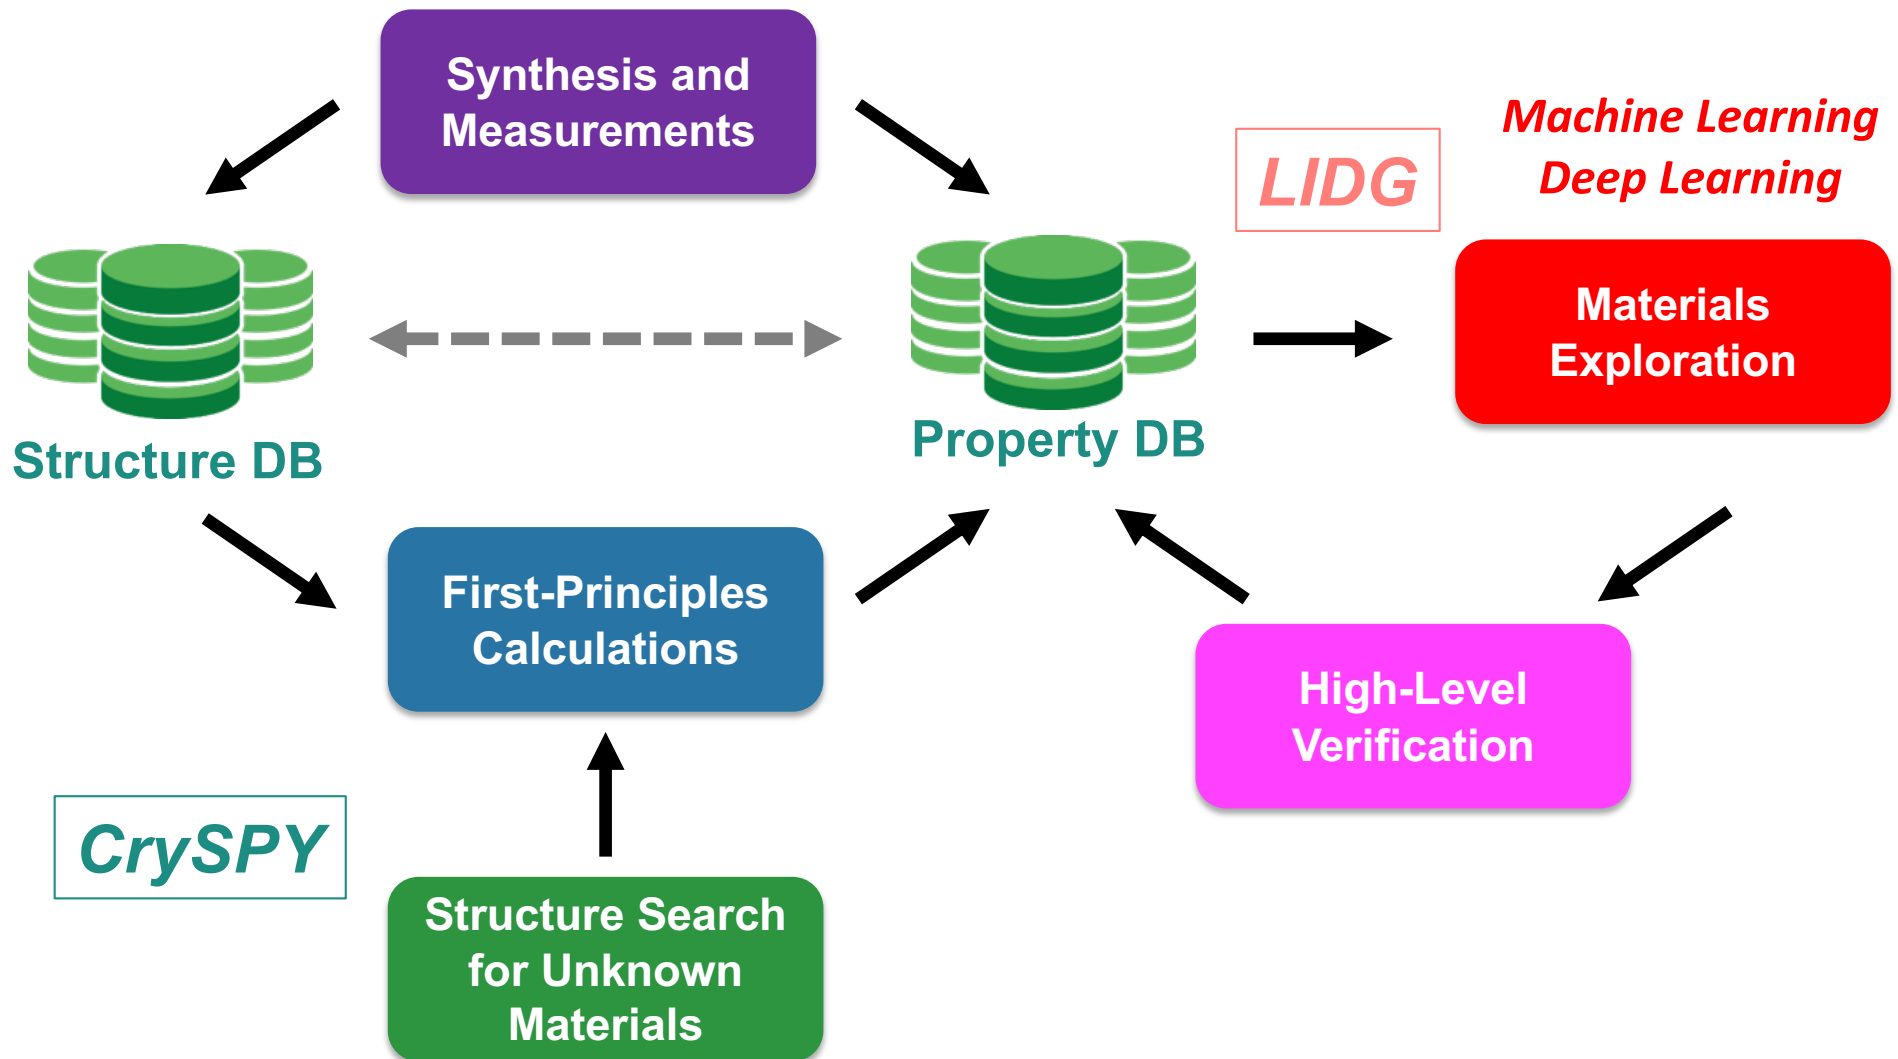 Synthesis and
Measurements
Machine Learning
Deep Learning
LIDG
Materials
Exploration
Structure DB
Property DB
First-Principles
Calculations
High-Level
Verification
CrySPY
Structure Search
for Unknown
Materials